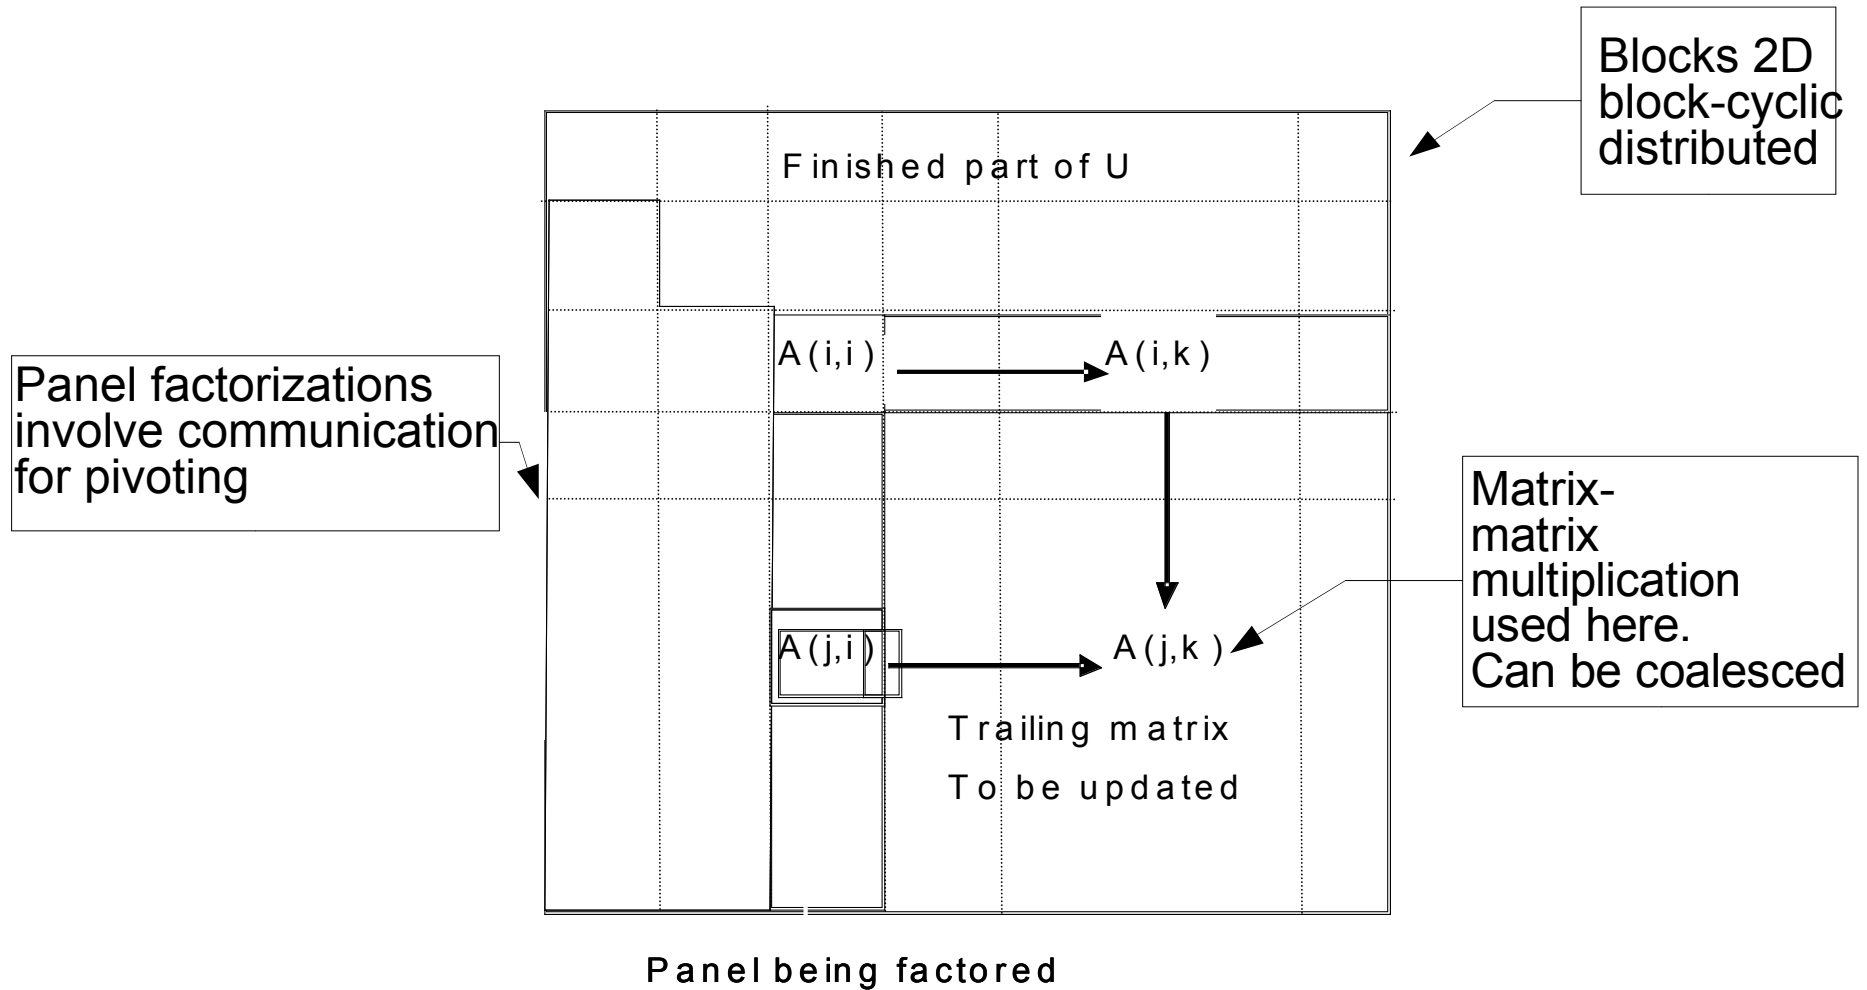 Blocks 2D
block-cyclic
distributed
Finished part of U
A(i,i)
A(i,k)
Panel factorizations
involve communication
for pivoting
Matrix-
matrix
multiplication
used here.
Can be coalesced
A(j,i)
A(j,k)
Trailing matrix
To be updated
Panel being factored